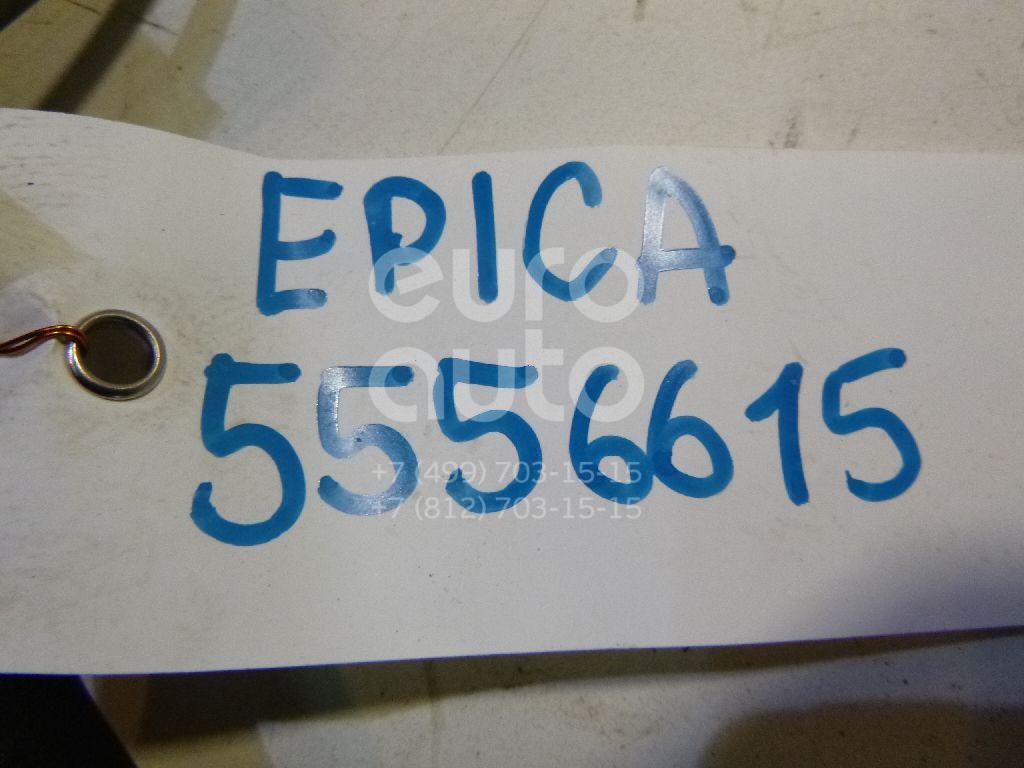 EPICA
euro
auto
5556615
+7 (499) 703-15-15
+7 (812) 703-15-15